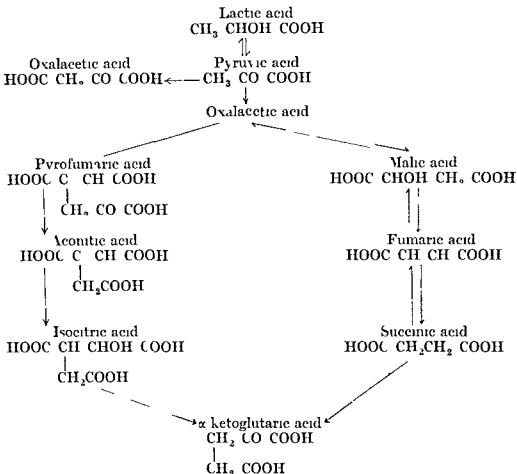 Lactic acid
CH3 CHOH COOH
Oxalacetic acid
HOOC CH2 CO COOH
Pyruvic acid
CH3 CO COOH
Oxalacetic acid
Pyrofumaric acid
HOOC C CH COOH
CH2 CO COOH
Malic acid
HOOC CHOH CH2 COOH
Aconitic acid
HOOC C CH COOH
CH2COOH
Fumaric acid
HOOC CH CH COOH
Isocitric acid
HOOC CH CHOH COOH
CH2COOH
Succinic acid
HOOC CH2CH2 COOH
α ketoglutaric acid
CH2 CO COOH
CH2 COOH